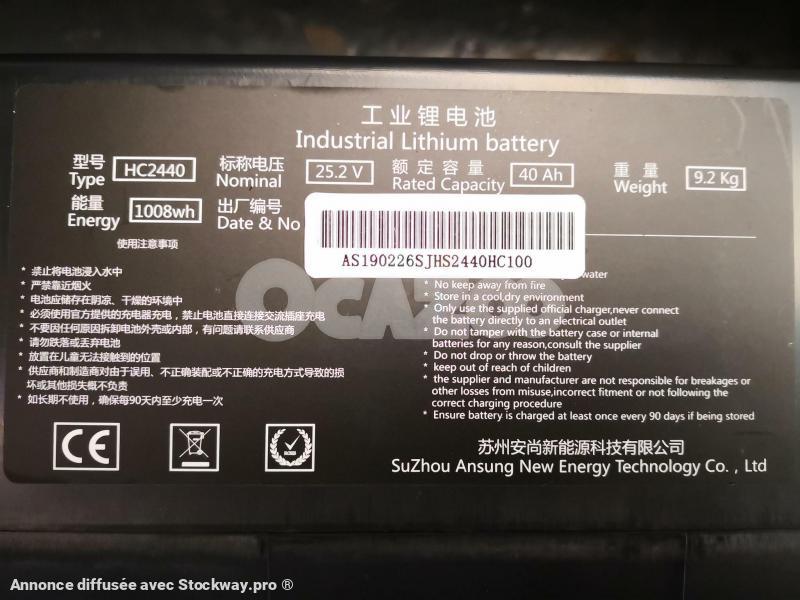 工业锂电池
Industrial Lithium battery
型号 HC2440 标称电压 25.2 V 额定容量 40 Ah 重量 9.2 Kg
Type Nominal Rated Capacity Weight
能量 1008wh 出厂编号
Energy Date & No
AS190226SJHS2440HC100
使用注意事项
* 禁止将电池浸入水中
* 严禁靠近烟火
* 电池应储存在阴凉、干燥的环境中
* 必须使用官方提供的充电器充电，禁止电池直接连接交流插座充电
* 不要因任何原因拆卸电池外壳或内部，有问题请联系供应商
* 请勿跌落或丢弃电池
* 放置在儿童无法接触到的位置
* 供应商和制造商对由于误用、不正确装配或不正确的充电方式导致的损
坏或其他损失概不负责
* 如长期不使用，确保每90天内至少充电一次
water
* No keep away from fire
* Store in a cool,dry environment
* Only use the supplied official charger,never connect
the battery directly to an electrical outlet
* Do not tamper with the battery case or internal
batteries for any reason,consult the supplier
* Do not drop or throw the battery
* keep out of reach of children
* the supplier and manufacturer are not responsible for breakages or
other losses from misuse,incorrect fitment or not following the
correct charging procedure
* Ensure battery is charged at least once every 90 days if being stored
CE
苏州安尚新能源科技有限公司
SuZhou Ansung New Energy Technology Co. , Ltd
Annonce diffusée avec Stockway.pro ®